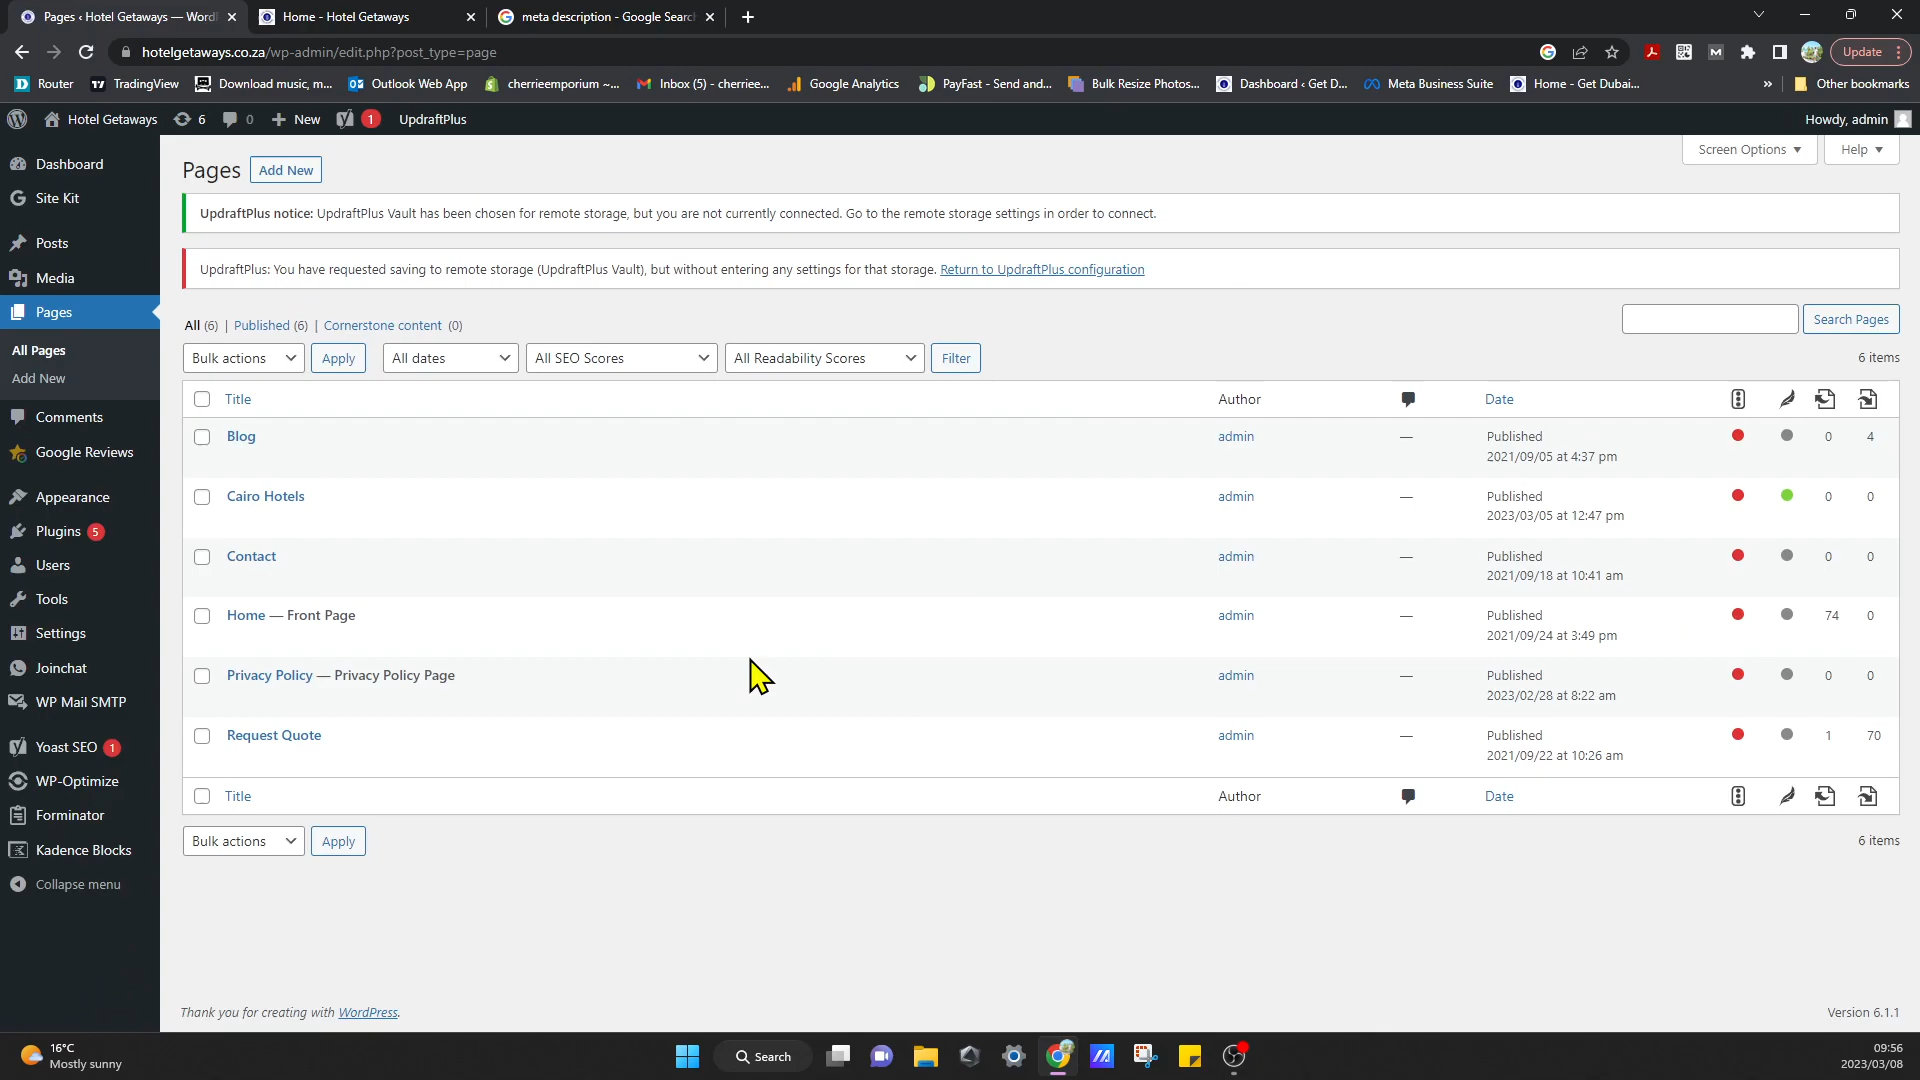 Pages ‹ Hotel Getaways — Word
Home - Hotel Getaways
meta description - Google Search
hotelgetaways.co.za/wp-admin/edit.php?post_type=page
Update
Router
TradingView
Download music, m...
Outlook Web App
cherrieemporium ~...
Inbox (5) - cherriee...
Google Analytics
PayFast - Send and...
Bulk Resize Photos...
Dashboard ‹ Get D...
Meta Business Suite
Home - Get Dubai...
»
Other bookmarks
Hotel Getaways
6
0
New
1
UpdraftPlus
Howdy, admin
Dashboard
Site Kit
Posts
Media
Pages
All Pages
Add New
Comments
Google Reviews
Appearance
Plugins 5
Users
Tools
Settings
Joinchat
WP Mail SMTP
Yoast SEO 1
WP-Optimize
Forminator
Kadence Blocks
Collapse menu
Screen Options
Help
Pages
Add New
UpdraftPlus notice: UpdraftPlus Vault has been chosen for remote storage, but you are not currently connected. Go to the remote storage settings in order to connect.
UpdraftPlus: You have requested saving to remote storage (UpdraftPlus Vault), but without entering any settings for that storage. Return to UpdraftPlus configuration
All (6) | Published (6) | Cornerstone content (0)
Search Pages
Bulk actions
Apply
All dates
All SEO Scores
All Readability Scores
Filter
6 items
Title Author Date
Blog admin — Published 0 4
2021/09/05 at 4:37 pm
Cairo Hotels admin — Published 0 0
2023/03/05 at 12:47 pm
Contact admin — Published 0 0
2021/09/18 at 10:41 am
Home — Front Page admin — Published 74 0
2021/09/24 at 3:49 pm
Privacy Policy — Privacy Policy Page admin — Published 0 0
2023/02/28 at 8:22 am
Request Quote admin — Published 1 70
2021/09/22 at 10:26 am
Title Author Date
Bulk actions
Apply
6 items
Thank you for creating with WordPress.
Version 6.1.1
16°C
Mostly sunny
Search
09:56
2023/03/08